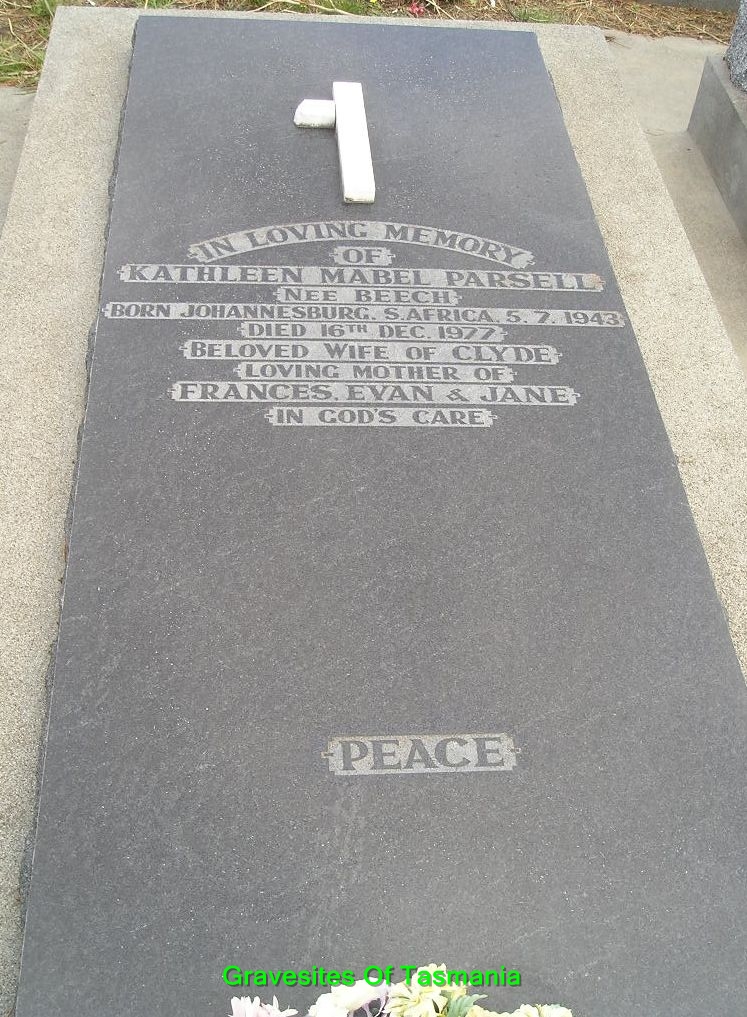 IN LOVING MEMORY
OF
KATHLEEN MABEL PARSELL
NEE BEECH
BORN JOHANNESBURG. S.AFRICA. 5. 7. 1943
DIED 16TH DEC. 1977
BELOVED WIFE OF CLYDE
LOVING MOTHER OF
FRANCES, EVAN & JANE
IN GOD'S CARE
PEACE
Gravesites Of Tasmania